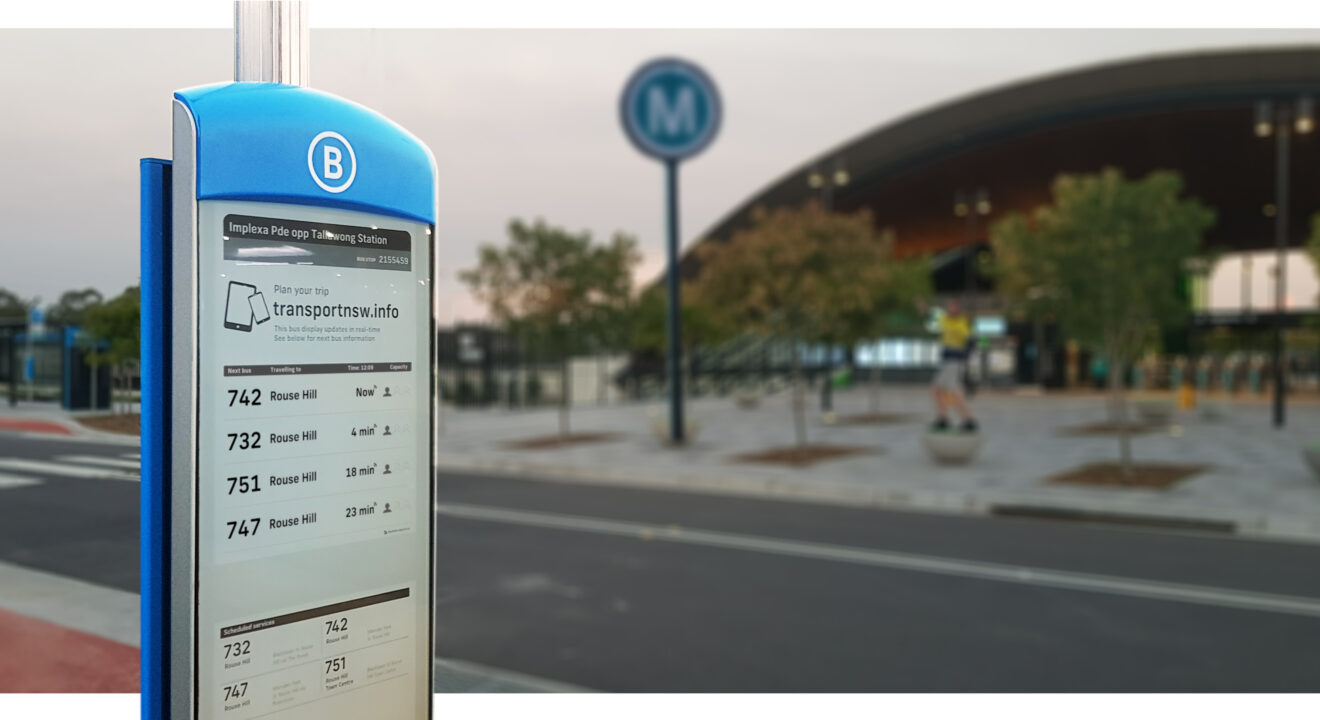 B
M
Implexa Pde opp Tallawong Station
BUS STOP 2155459
Plan your trip
transportnsw.info
This bus display updates in real-time
See below for next bus information
Next bus Travelling to Time: 12:09 Capacity
742 Rouse Hill Now
732 Rouse Hill 4 min
751 Rouse Hill 18 min
747 Rouse Hill 23 min
Scheduled services
732 Rouse Hill
742 Rouse Hill
747 Rouse Hill
751 Rouse Hill Town Centre